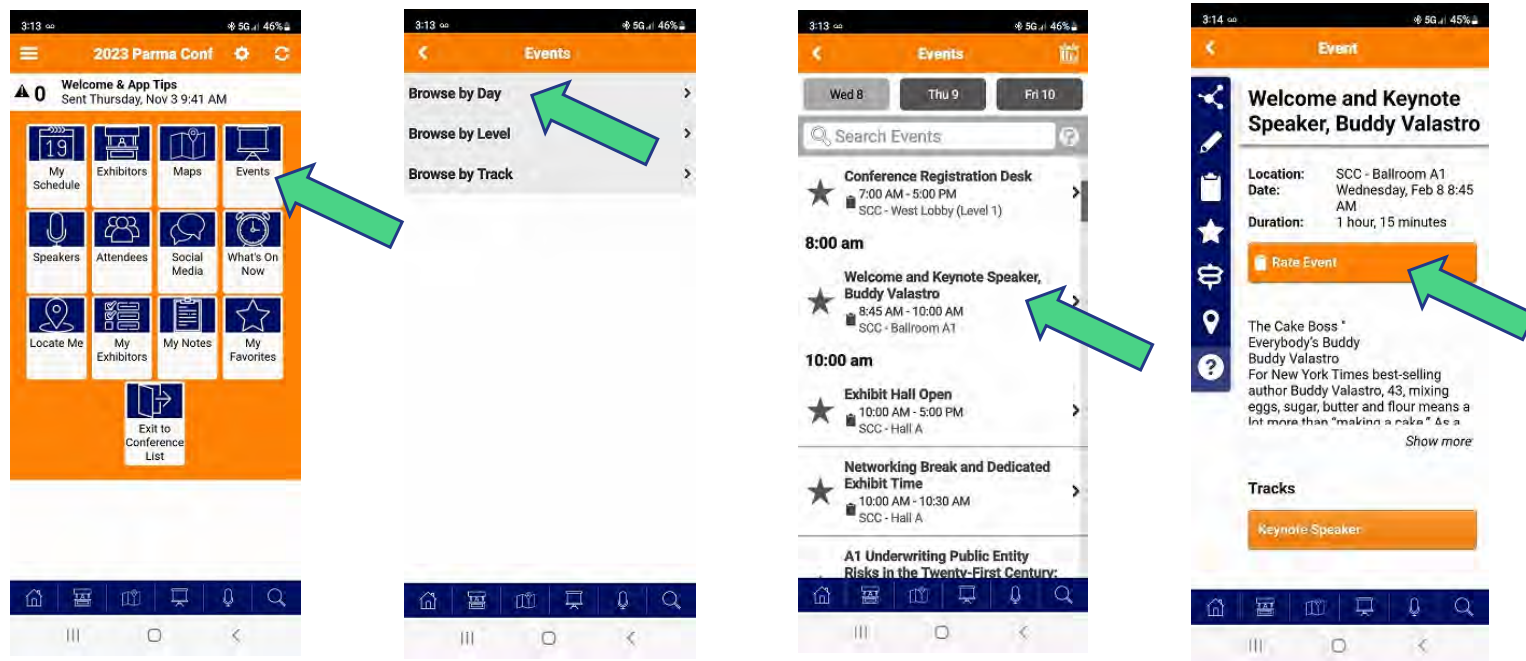 3:13
5G 46%
2023 Parma Conf
0
Welcome & App Tips
Sent Thursday, Nov 3 9:41 AM
19
My
Schedule
Exhibitors
Maps
Events
Speakers
Attendees
Social
Media
What's On
Now
Locate Me
My
Exhibitors
My Notes
My
Favorites
Exit to
Conference
List
3:13
5G 46%
Events
Browse by Day
Browse by Level
Browse by Track
3:13
5G 46%
Events
Wed 8
Thu 9
Fri 10
Search Events
?
Conference Registration Desk
7:00 AM - 5:00 PM
SCC - West Lobby (Level 1)
8:00 am
Welcome and Keynote Speaker,
Buddy Valastro
8:45 AM - 10:00 AM
SCC - Ballroom A1
10:00 am
Exhibit Hall Open
10:00 AM - 5:00 PM
SCC - Hall A
Networking Break and Dedicated
Exhibit Time
10:00 AM - 10:30 AM
SCC - Hall A
A1 Underwriting Public Entity
Risks in the Twenty-First Century:
3:14
5G 45%
Event
Welcome and Keynote
Speaker, Buddy Valastro
Location: SCC - Ballroom A1
Date: Wednesday, Feb 8 8:45
AM
Duration: 1 hour, 15 minutes
Rate Event
?
The Cake Boss "
Everybody's Buddy
Buddy Valastro
For New York Times best-selling
author Buddy Valastro, 43, mixing
eggs, sugar, butter and flour means a
lot more than "making a cake." As a
Show more
Tracks
Keynote Speaker